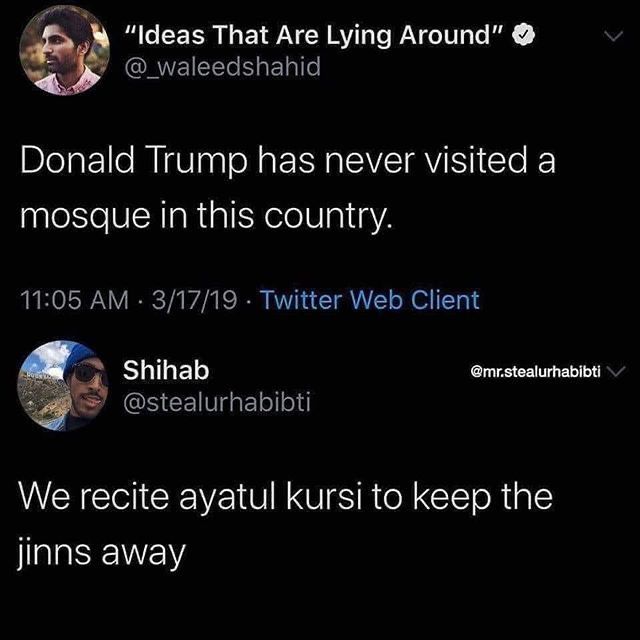 "Ideas That Are Lying Around"
@_waleedshahid
Donald Trump has never visited a
mosque in this country.
11:05 AM · 3/17/19 · Twitter Web Client
Shihab
@mr.stealurhabibti
@stealurhabibti
We recite ayatul kursi to keep the
jinns away